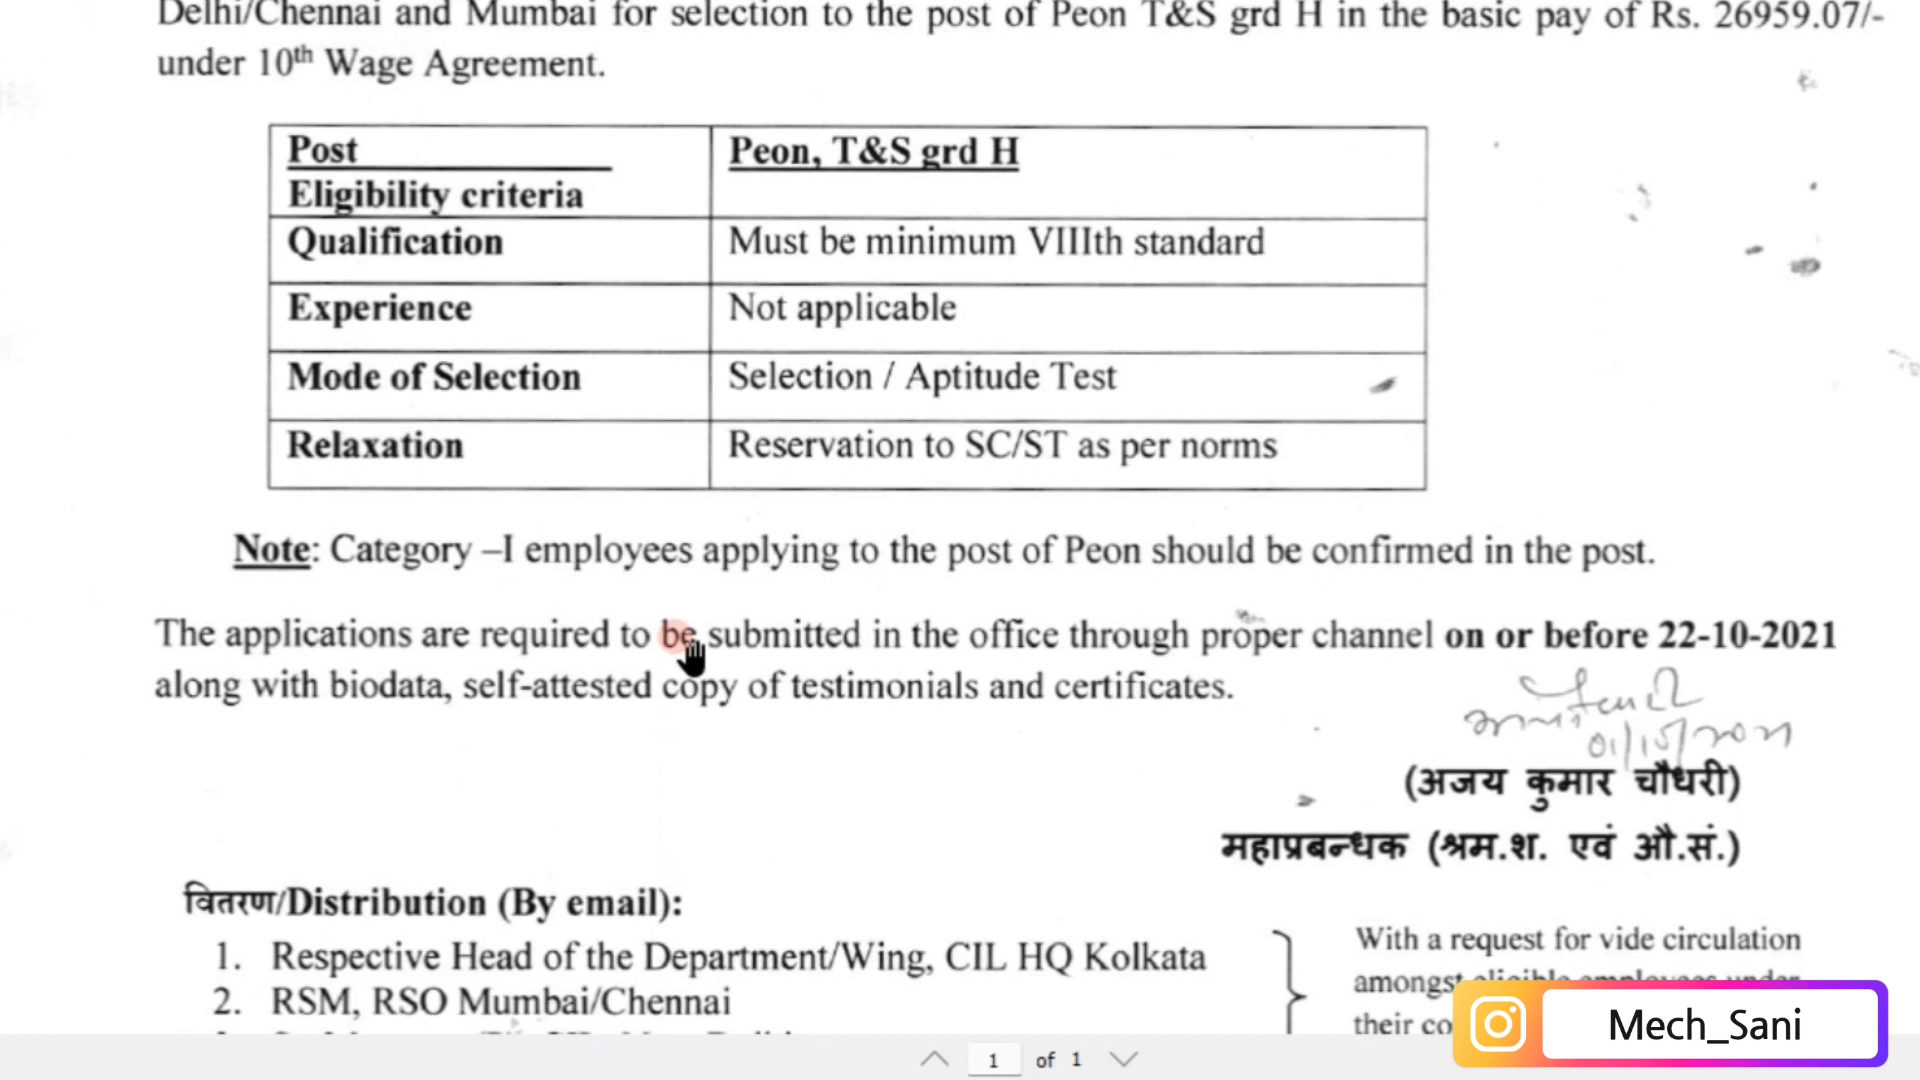 Delhi/Chennai and Mumbai for selection to the post of Peon T&S grd H in the basic pay of Rs. 26959.07/-
under 10th Wage Agreement.
Post
Eligibility criteria
Peon, T&S grd H
Qualification
Must be minimum VIIIth standard
Experience
Not applicable
Mode of Selection
Selection / Aptitude Test
Relaxation
Reservation to SC/ST as per norms
Note: Category –I employees applying to the post of Peon should be confirmed in the post.
The applications are required to be submitted in the office through proper channel on or before 22-10-2021
along with biodata, self-attested copy of testimonials and certificates.
(अजय कुमार चौधरी)
महाप्रबन्धक (श्रम.श. एवं औ.सं.)
वितरण/Distribution (By email):
1. Respective Head of the Department/Wing, CIL HQ Kolkata
2. RSM, RSO Mumbai/Chennai
With a request for vide circulation
amongst eligible employees under
their
Mech_Sani
1 of 1